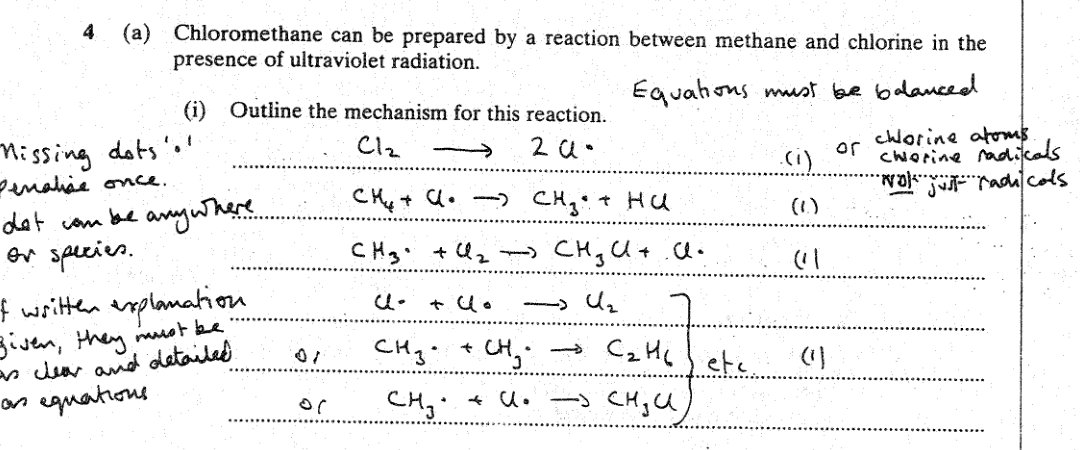 4 (a) Chloromethane can be prepared by a reaction between methane and chlorine in the
presence of ultraviolet radiation.
Equations must be balanced
(i) Outline the mechanism for this reaction.
Missing dots '•'
penalise once.
dot can be anywhere
on species.
Cl₂ → 2Cl• (1) or chlorine atoms
chlorine radicals
NOT just radicals
CH₄ + Cl• → CH₃• + HCl (1)
CH₃• + Cl₂ → CH₃Cl + Cl• (1)
If written explanation
given, they must be
as clear and detailed
as equations
Cl• + Cl• → Cl₂
or CH₃• + CH₃• → C₂H₆ etc. (1)
or CH₃• + Cl• → CH₃Cl